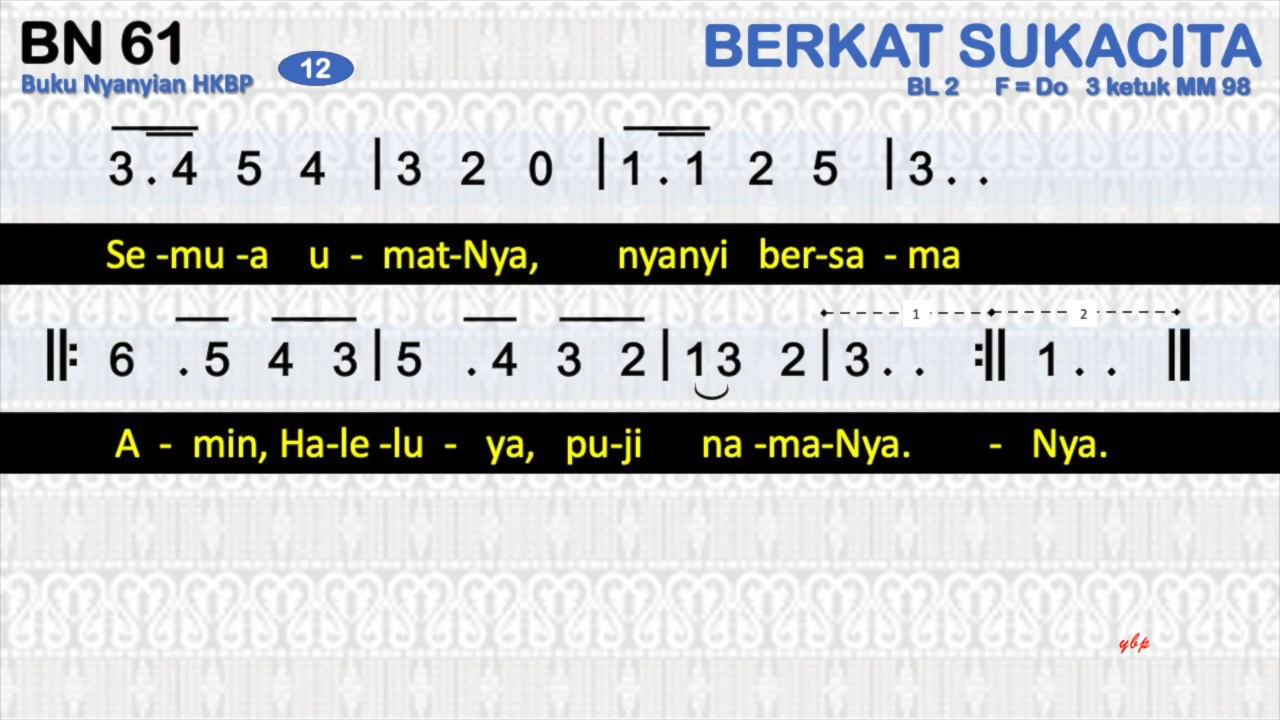 BN 61
Buku Nyanyian HKBP
12
BERKAT SUKACITA
BL 2 F = Do 3 ketuk MM 98
3 . 4 5 4 | 3 2 0 | 1 . 1 2 5 | 3 . .
Se -mu -a u - mat-Nya, nyanyi ber-sa - ma
1 2
||: 6 . 5 4 3 | 5 . 4 3 2 | 13 2 | 3 . . :|| 1 . . ||
A - min, Ha-le -lu - ya, pu-ji na -ma-Nya. - Nya.
ybp